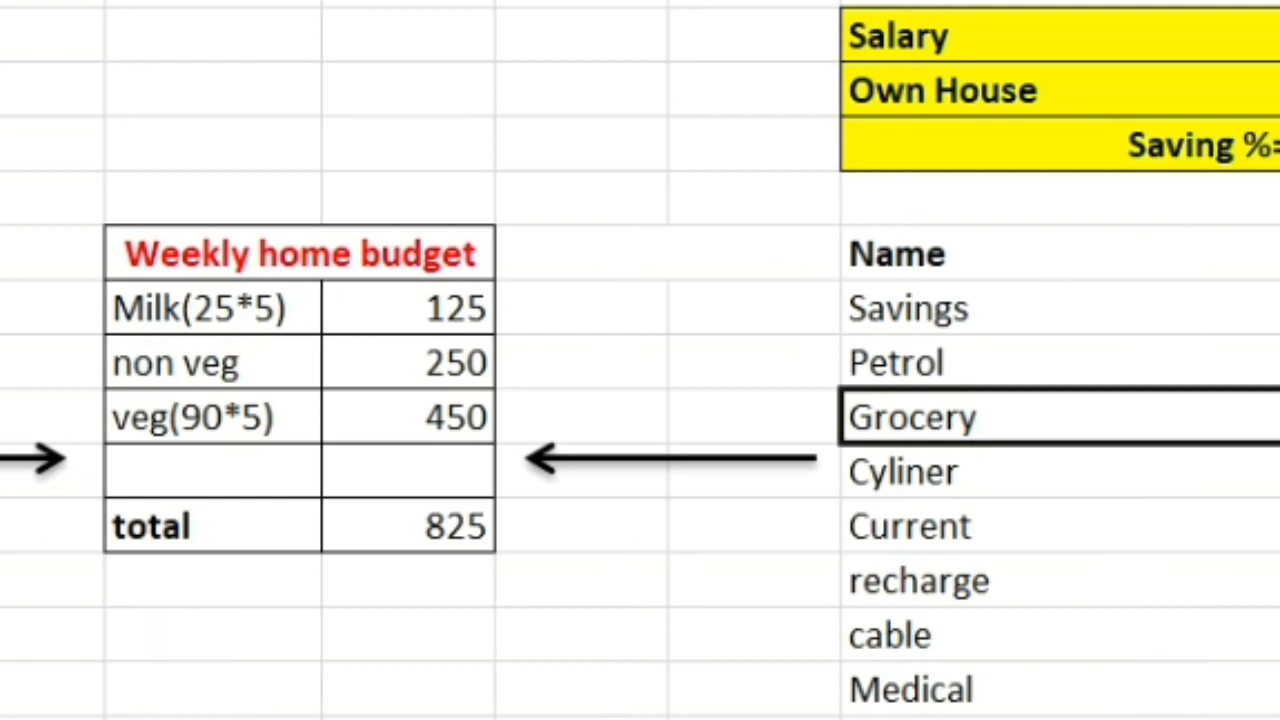 Salary
Own House
Saving %=
Weekly home budget
Milk(25*5) 125
non veg 250
veg(90*5) 450
total 825
Name
Savings
Petrol
Grocery
Cyliner
Current
recharge
cable
Medical